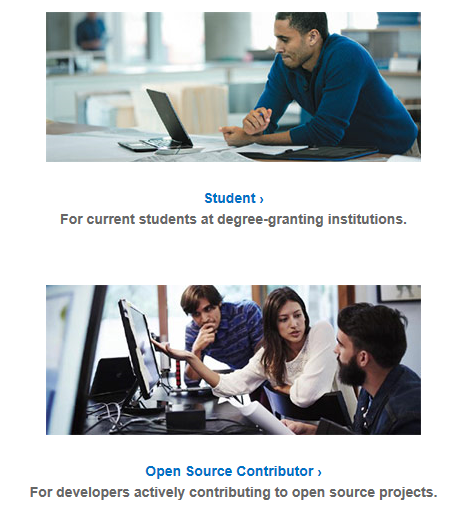 Student ›
For current students at degree-granting institutions.
Open Source Contributor ›
For developers actively contributing to open source projects.